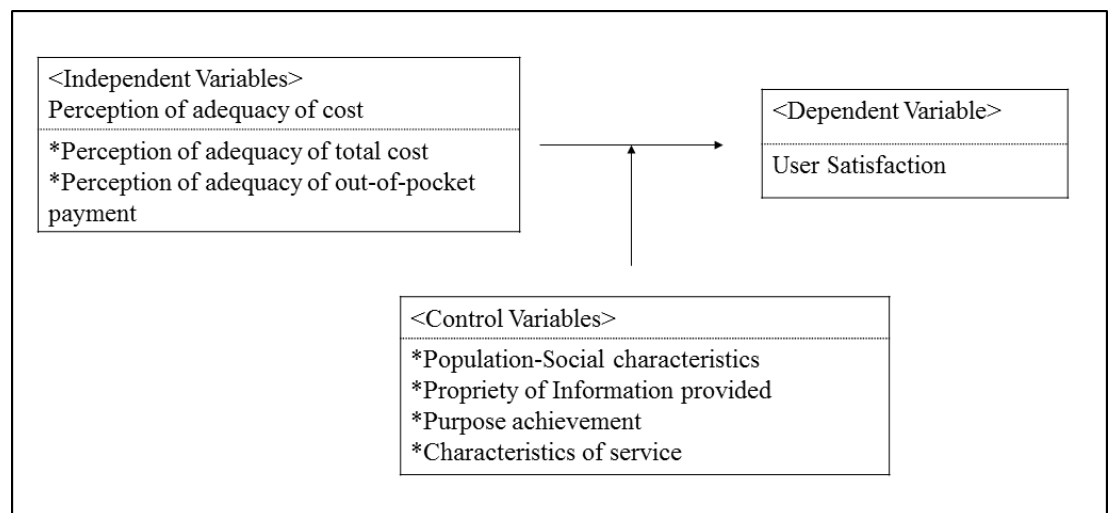 <Independent Variables>
Perception of adequacy of cost
*Perception of adequacy of total cost
*Perception of adequacy of out-of-pocket
payment
<Dependent Variable>
User Satisfaction
<Control Variables>
*Population-Social characteristics
*Propriety of Information provided
*Purpose achievement
*Characteristics of service